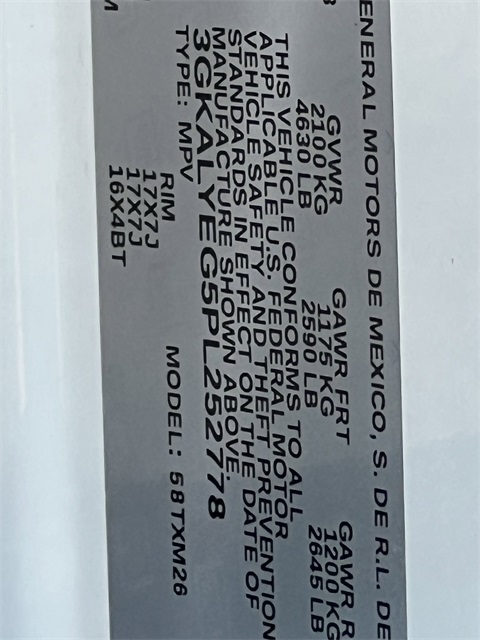 ENERAL MOTORS DE MEXICO, S. DE R.L. DE
GVWR GAWR FRT GAWR R
2100 KG 1175 KG 1200 KG
4630 LB 2590 LB 2645 LB
THIS VEHICLE CONFORMS TO ALL
APPLICABLE U.S. FEDERAL MOTOR
VEHICLE SAFETY AND THEFT PREVENTION
STANDARDS IN EFFECT ON THE DATE OF
MANUFACTURE SHOWN ABOVE.
3GKALYEG5PL252778
TYPE: MPV MODEL: 58TXM26
RIM
17X7J
17X7J
16X4BT